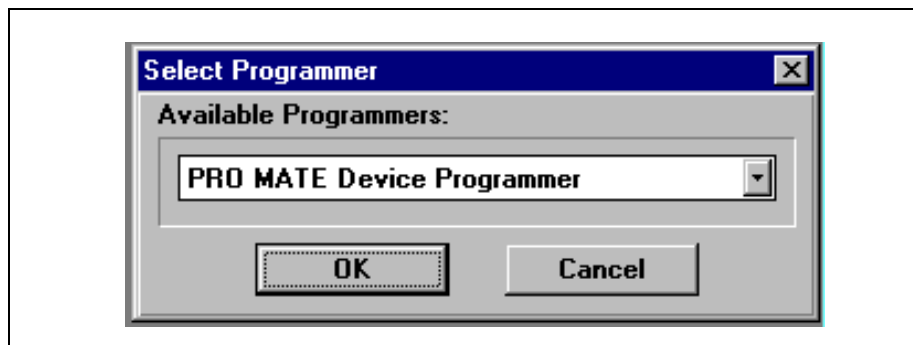 Select Programmer
Available Programmers:
PRO MATE Device Programmer
OK Cancel